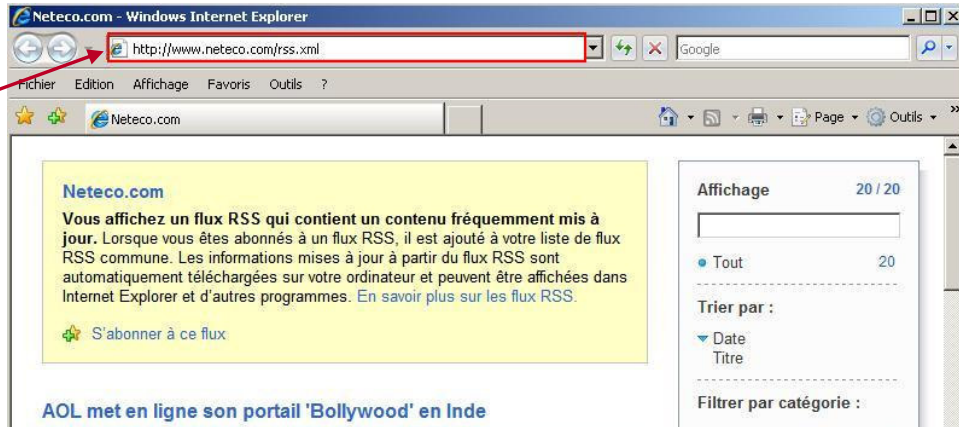 Neteco.com - Windows Internet Explorer
http://www.neteco.com/rss.xml
Google
Fichier Edition Affichage Favoris Outils ?
Neteco.com
Page
Outils
»
Neteco.com
Vous affichez un flux RSS qui contient un contenu fréquemment mis à
jour. Lorsque vous êtes abonnés à un flux RSS, il est ajouté à votre liste de flux
RSS commune. Les informations mises à jour à partir du flux RSS sont
automatiquement téléchargées sur votre ordinateur et peuvent être affichées dans
Internet Explorer et d'autres programmes. En savoir plus sur les flux RSS.
S'abonner à ce flux
AOL met en ligne son portail 'Bollywood' en Inde
Affichage 20 / 20
Tout 20
Trier par :
Date
Titre
Filtrer par catégorie :